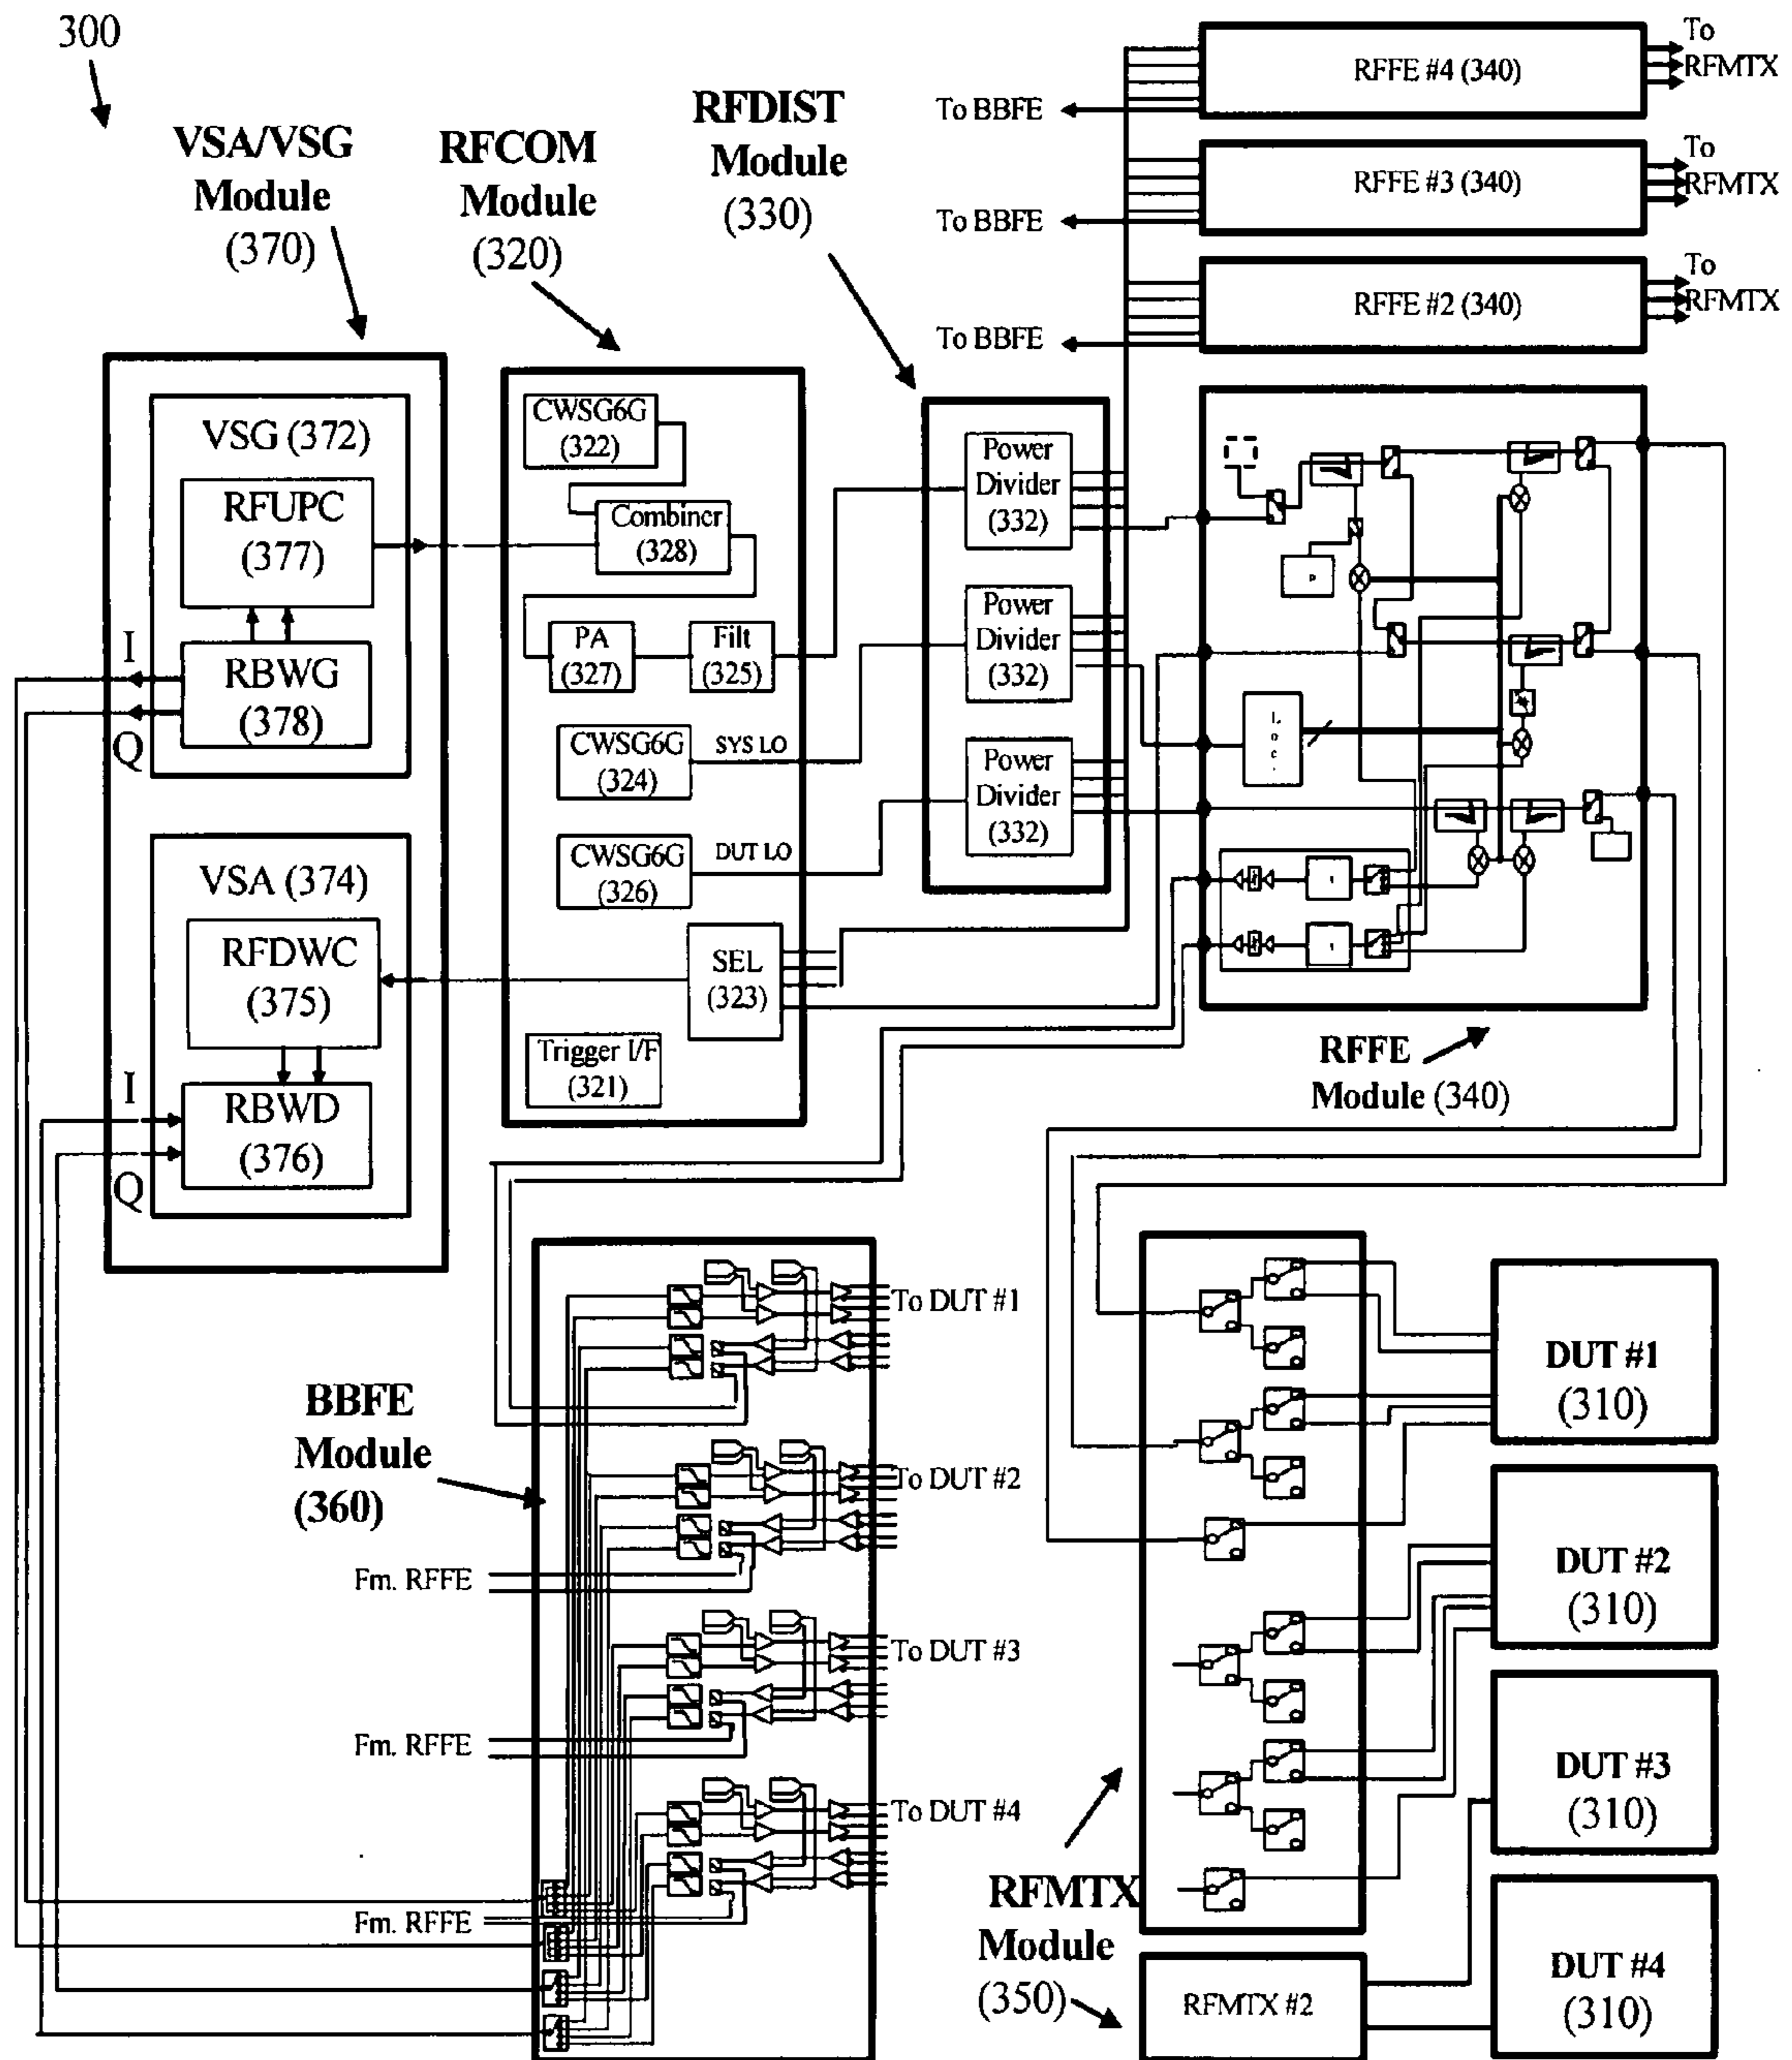 300
VSA/VSG
Module
(370)
RFCOM
Module
(320)
RFDIST
Module
(330)
To BBFE
RFFE #4 (340)
To
RFMTX
To BBFE
RFFE #3 (340)
To
RFMTX
To BBFE
RFFE #2 (340)
To
RFMTX
VSG (372)
RFUPC
(377)
RBWG
(378)
I
Q
VSA (374)
RFDWC
(375)
RBWD
(376)
I
Q
CWSG6G
(322)
Combiner
(328)
PA
(327)
Filt
(325)
CWSG6G
(324)
SYS LO
CWSG6G
(326)
DUT LO
SEL
(323)
Trigger I/F
(321)
Power
Divider
(332)
Power
Divider
(332)
Power
Divider
(332)
RFFE
Module (340)
BBFE
Module
(360)
To DUT #1
To DUT #2
Fm. RFFE
To DUT #3
Fm. RFFE
To DUT #4
Fm. RFFE
RFMTX
Module
(350)
RFMTX #2
DUT #1
(310)
DUT #2
(310)
DUT #3
(310)
DUT #4
(310)